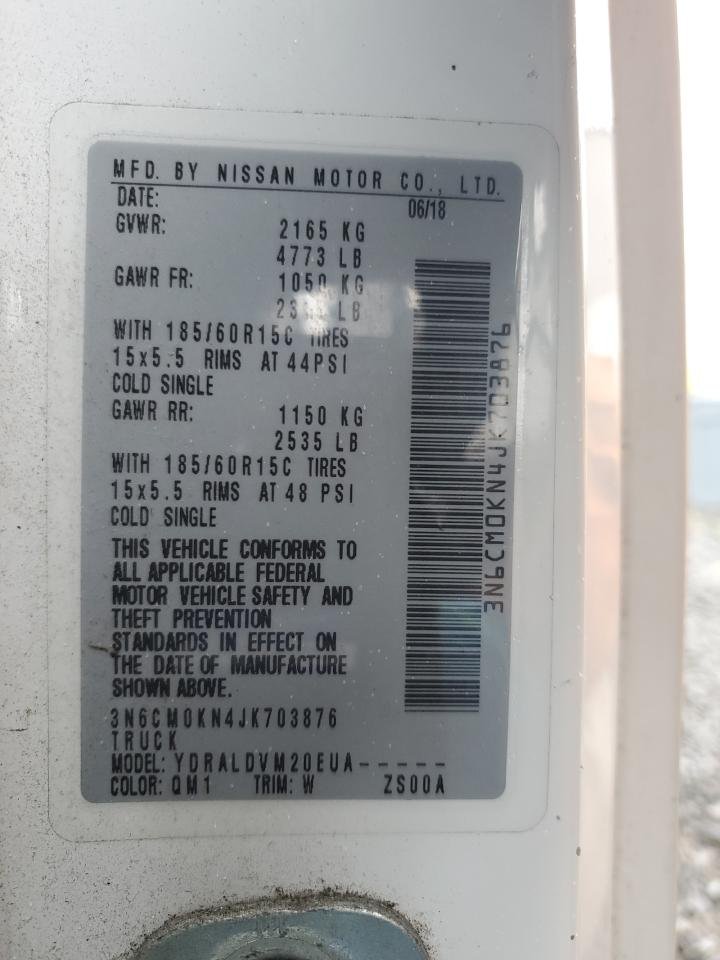 MFD. BY NISSAN MOTOR CO., LTD.
DATE: 06/18
GVWR: 2165 KG
4773 LB
GAWR FR: 1050 KG
LB
WITH 185/60R15C TIRES
15x5.5 RIMS AT 44PSI
COLD SINGLE
GAWR RR: 1150 KG
2535 LB
WITH 185/60R15C TIRES
15x5.5 RIMS AT 48 PSI
COLD SINGLE
THIS VEHICLE CONFORMS TO
ALL APPLICABLE FEDERAL
MOTOR VEHICLE SAFETY AND
THEFT PREVENTION
STANDARDS IN EFFECT ON
THE DATE OF MANUFACTURE
SHOWN ABOVE.
3N6CM0KN4JK703876
TRUCK
MODEL: YDRALDVM20EUA-----
COLOR: QM1 TRIM: W ZS00A
3N6CM0KN4JK703876